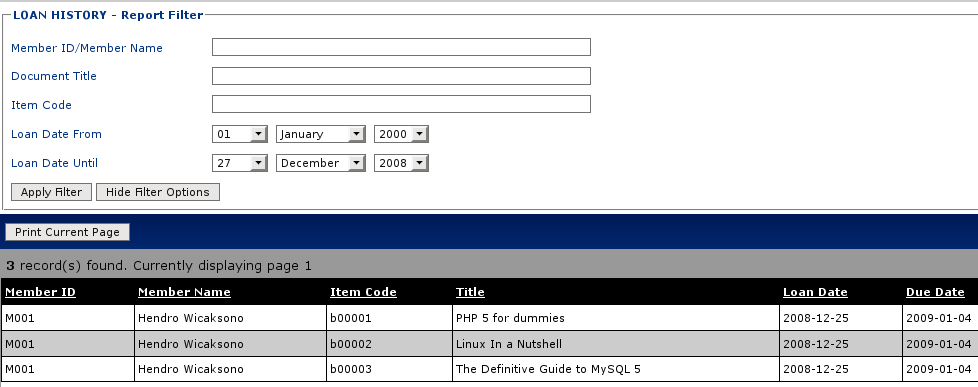 LOAN HISTORY - Report Filter
Member ID/Member Name
Document Title
Item Code
Loan Date From 01 January 2000
Loan Date Until 27 December 2008
Apply Filter Hide Filter Options
Print Current Page
3 record(s) found. Currently displaying page 1
Member ID Member Name Item Code Title Loan Date Due Date
M001 Hendro Wicaksono b00001 PHP 5 for dummies 2008-12-25 2009-01-04
M001 Hendro Wicaksono b00002 Linux In a Nutshell 2008-12-25 2009-01-04
M001 Hendro Wicaksono b00003 The Definitive Guide to MySQL 5 2008-12-25 2009-01-04